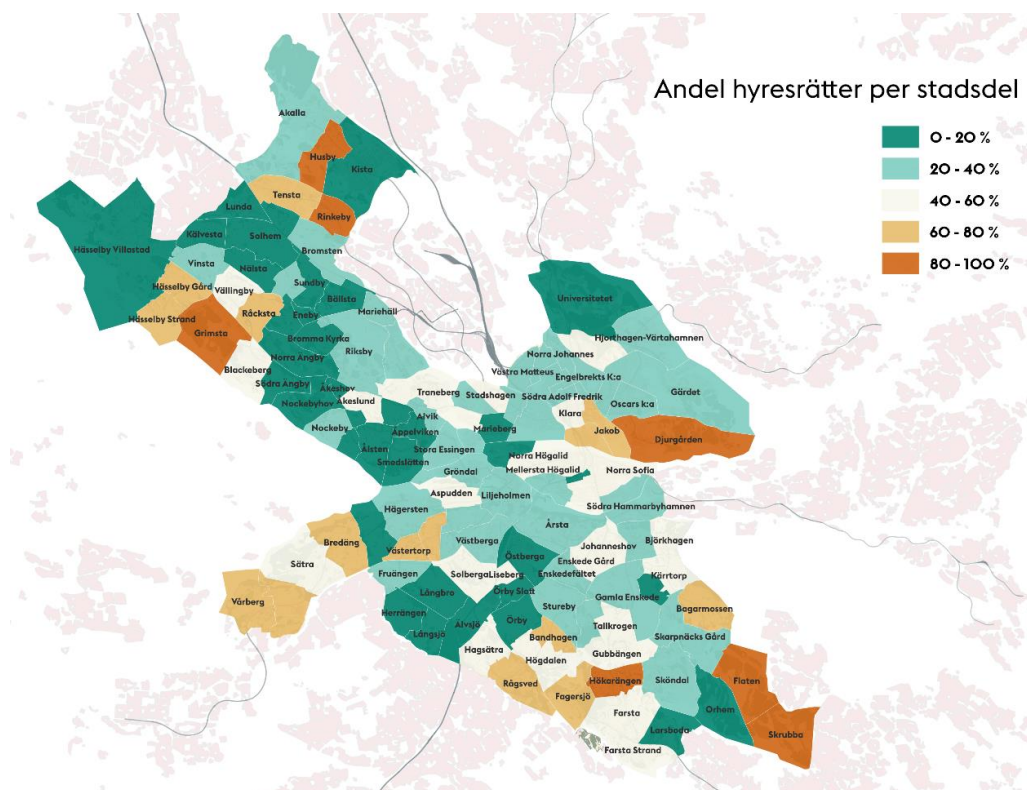 Andel hyresrätter per stadsdel
0 - 20 %
20 - 40 %
40 - 60 %
60 - 80 %
80 - 100 %
Akalla
Husby
Kista
Tensta
Rinkeby
Lunda
Kälvesta
Solhem
Bromsten
Hässelby Villastad
Vinsta
Nälsta
Sundby
Hässelby Gård
Vällingby
Bällsta
Mariehäll
Råcksta
Eneby
Hässelby Strand
Grimsta
Bromma Kyrka
Riksby
Norra Ängby
Blackeberg
Södra Ängby
Åkeshov
Nockebyhov
Åkeslund
Traneberg
Stadshagen
Nockeby
Alvik
Äppelviken
Marieberg
Ålsten
Stora Essingen
Smedslätten
Gröndal
Universitetet
Hjorthagen-Värtahamnen
Norra Johannes
Västra Matteus
Engelbrekts K:a
Södra Adolf Fredrik
Oscars k:a
Gärdet
Klara
Jakob
Djurgården
Norra Högalid
Mellersta Högalid
Norra Sofia
Aspudden
Liljeholmen
Södra Hammarbyhamnen
Hägersten
Årsta
Bredäng
Västertorp
Västberga
Johanneshov
Björkhagen
Sätra
Östberga
Enskede Gård
Fruängen
Solberga
Liseberg
Enskedefältet
Kärrtorp
Vårberg
Långbro
Örby Slott
Gamla Enskede
Bagarmossen
Herrängen
Stureby
Örby
Tallkrogen
Långsjö
Älvsjö
Bandhagen
Skarpnäcks Gård
Hagsätra
Högdalen
Gubbängen
Rågsved
Hökarängen
Sköndal
Flaten
Fagersjö
Farsta
Orhem
Larsboda
Skrubba
Farsta Strand